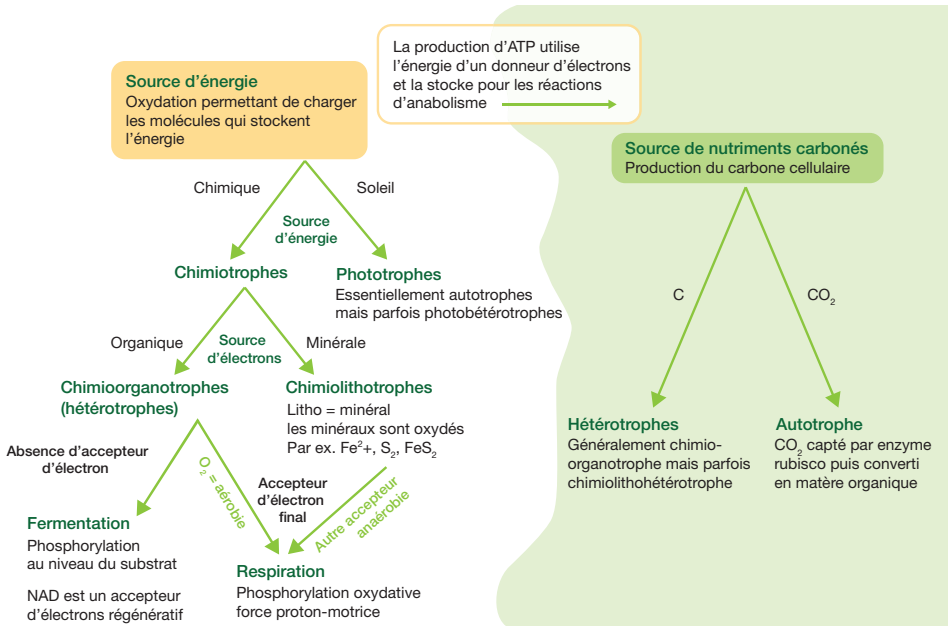 La production d'ATP utilise
l'énergie d'un donneur d'électrons
et la stocke pour les réactions
d'anabolisme
Source d'énergie
Oxydation permettant de charger
les molécules qui stockent
l'énergie
Source de nutriments carbonés
Production du carbone cellulaire
Chimique
Soleil
Source
d'énergie
Chimiotrophes
Phototrophes
Essentiellement autotrophes
mais parfois photobétérotrophes
C
CO₂
Organique
Source
d'électrons
Minérale
Chimioorganotrophes
(hétérotrophes)
Chimiolithotrophes
Litho = minéral
les minéraux sont oxydés
Par ex. Fe²+, S₂, FeS₂
Hétérotrophes
Généralement chimio-
organotrophe mais parfois
chimiolithohétérotrophe
Autotrophe
CO₂ capté par enzyme
rubisco puis converti
en matère organique
Absence d'accepteur
d'électron
O₂ = aérobie
Accepteur
d'électron
final
Autre accepteur
anaérobie
Fermentation
Phosphorylation
au niveau du substrat
NAD est un accepteur
d'électrons régénératif
Respiration
Phosphorylation oxydative
force proton-motrice